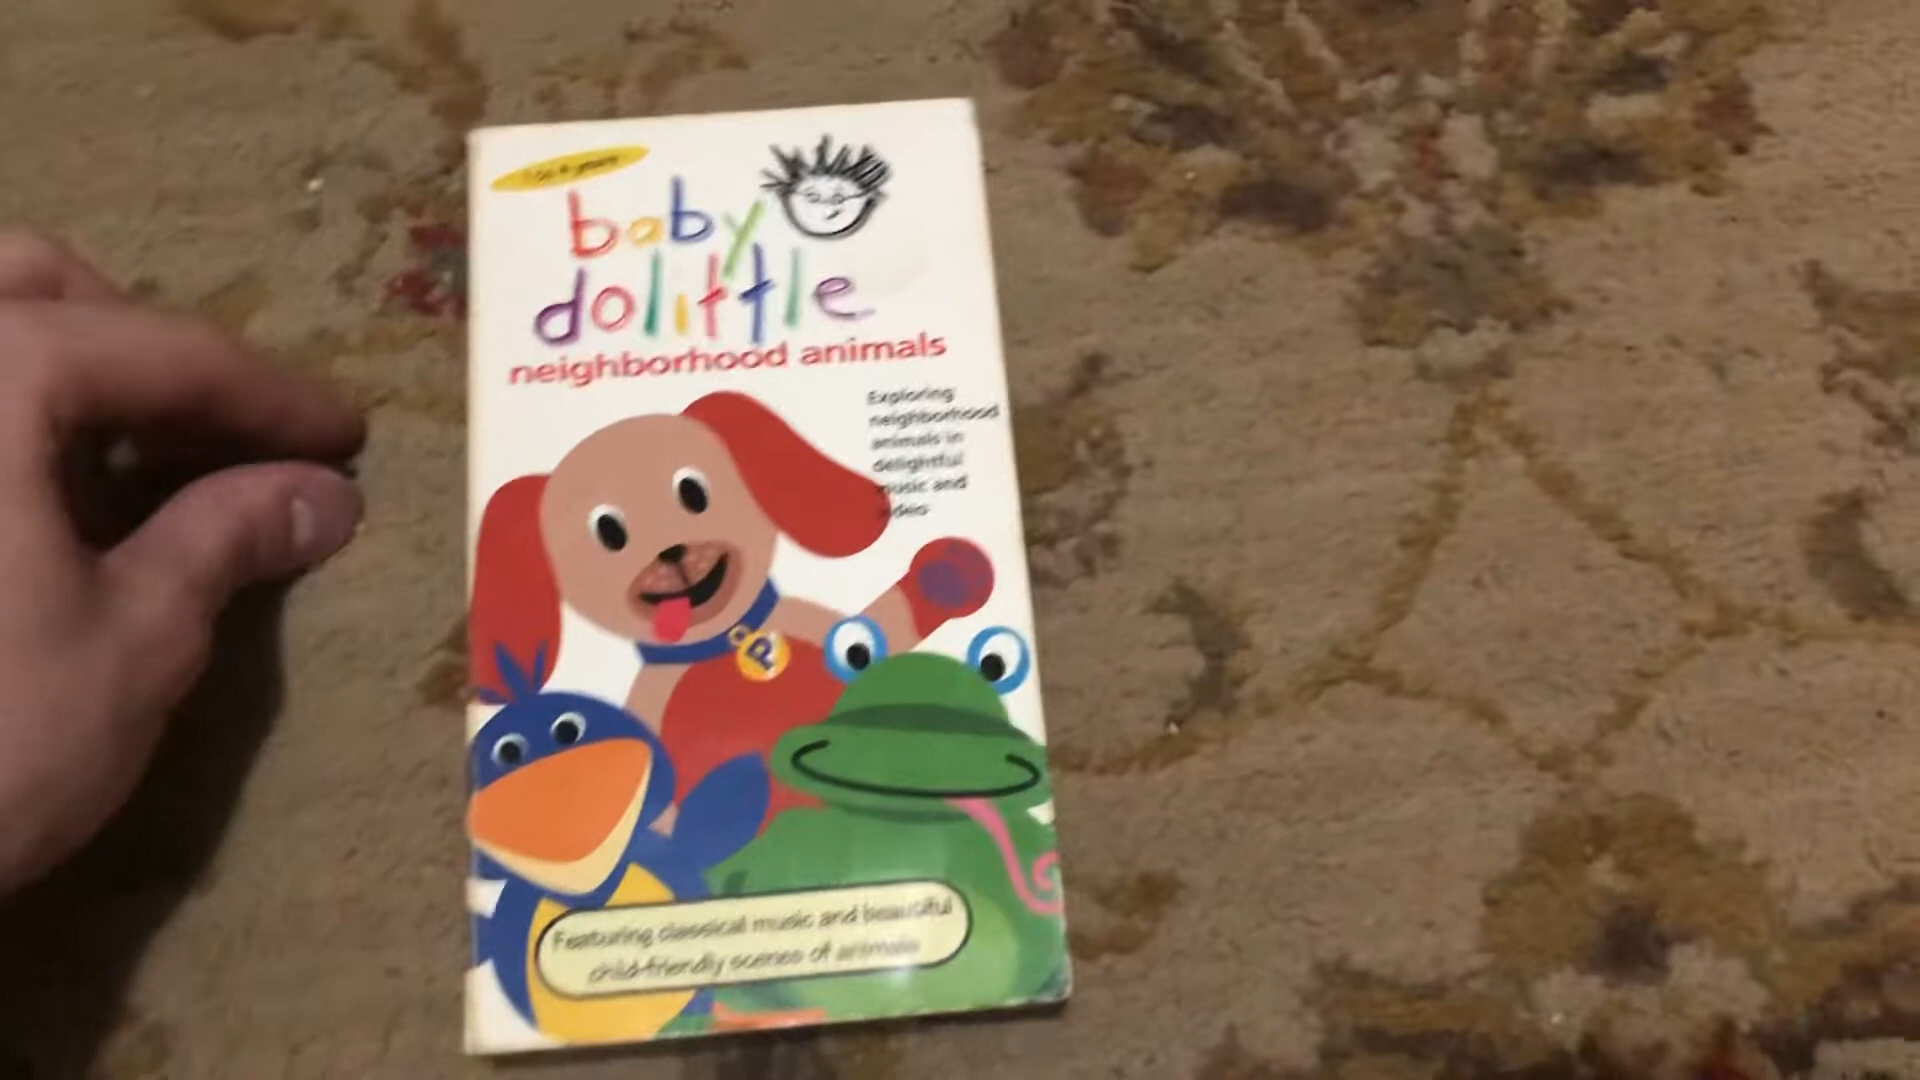 baby
dolittle
neighborhood animals
Exploring
neighborhood
animals in
delightful
music and
video
P
Featuring classical music and beautiful
child-friendly scenes of animals